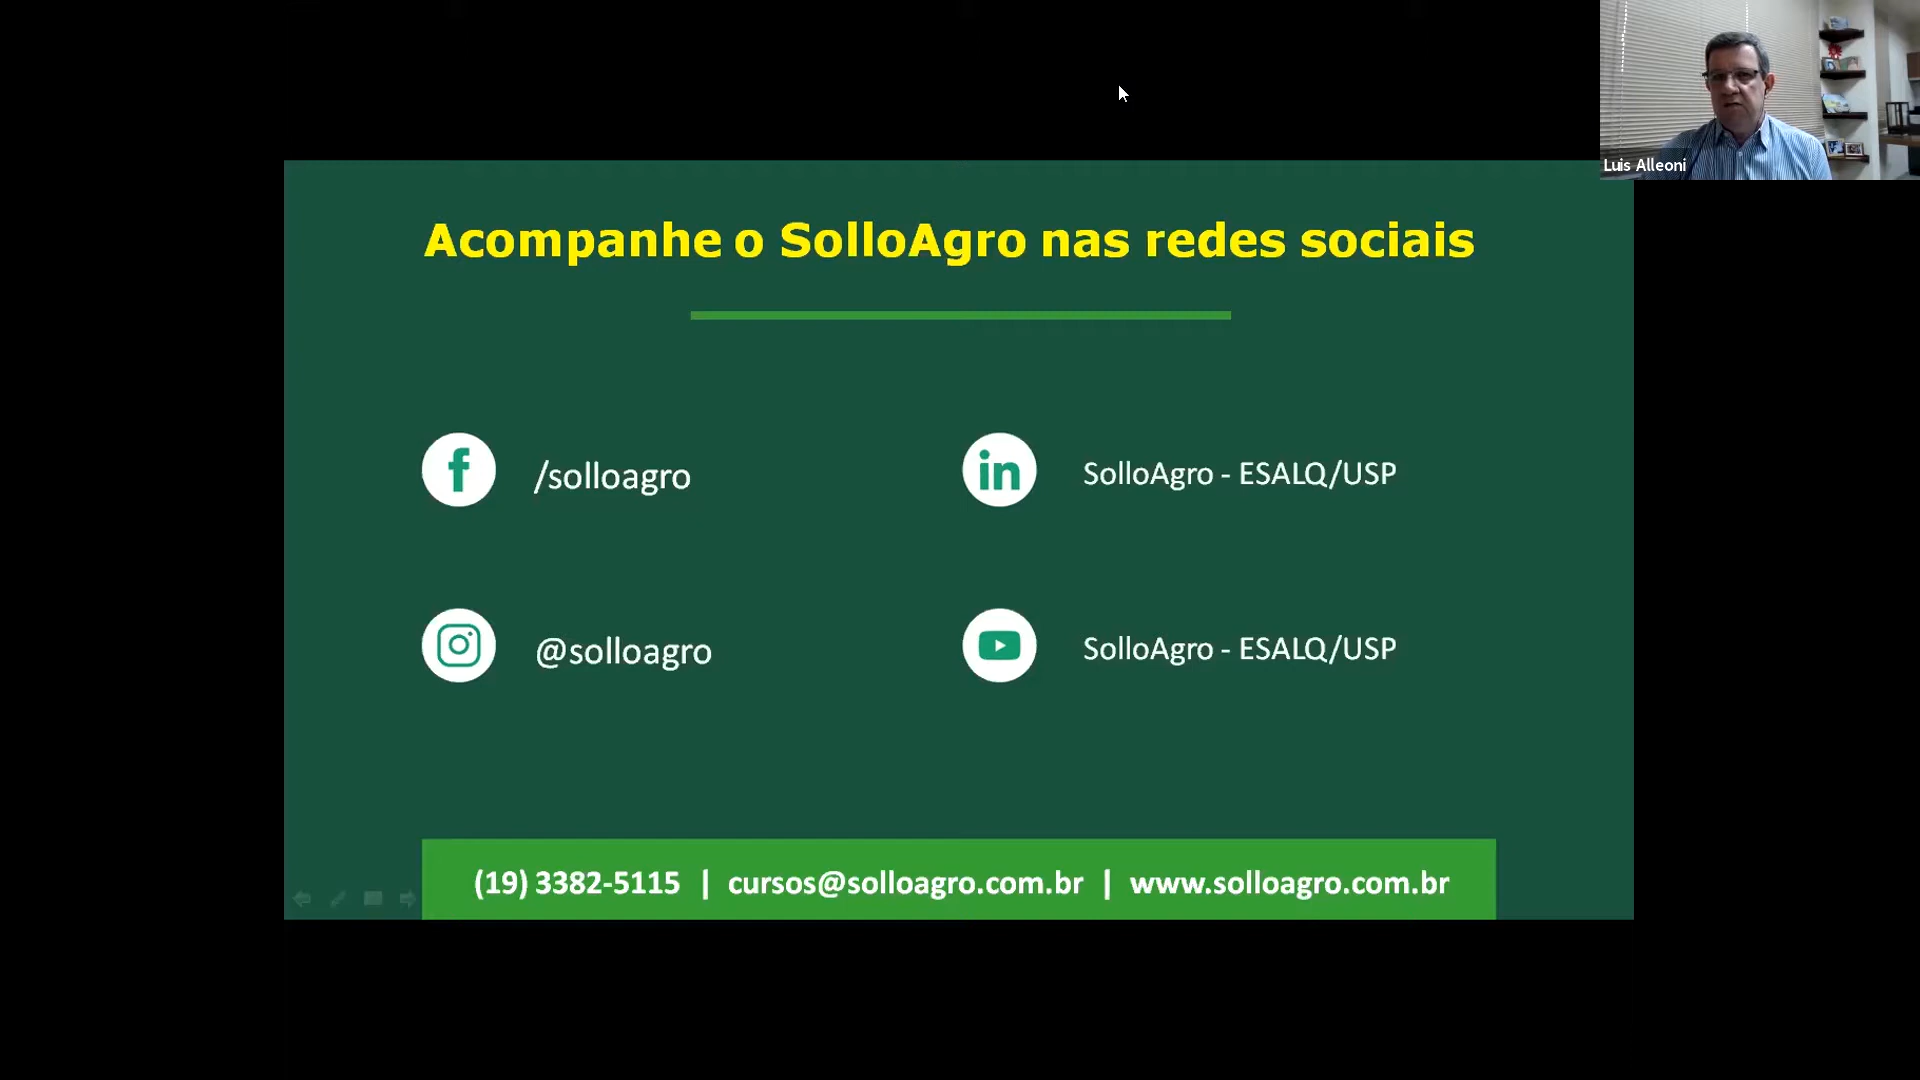 Luis Alleoni
Acompanhe o SolloAgro nas redes sociais
/solloagro
SolloAgro - ESALQ/USP
@solloagro
SolloAgro - ESALQ/USP
(19) 3382-5115 | cursos@solloagro.com.br | www.solloagro.com.br